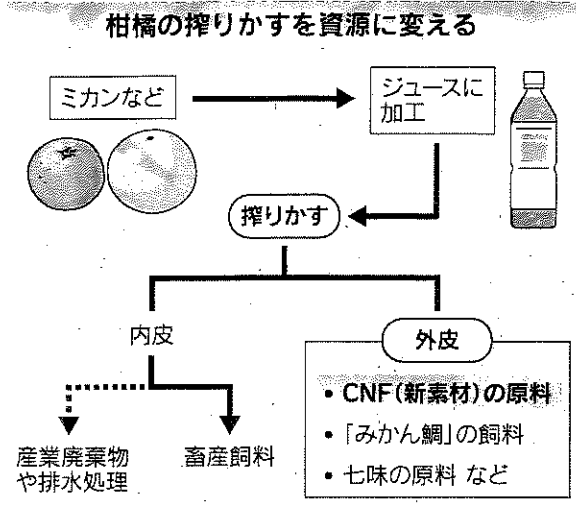 柑橘の搾りかすを資源に変える
ミカンなど
ジュースに
加工
搾りかす
内皮
外皮
産業廃棄物
や排水処理
畜産飼料
• CNF(新素材)の原料
• 「みかん鯛」の飼料
• 七味の原料 など